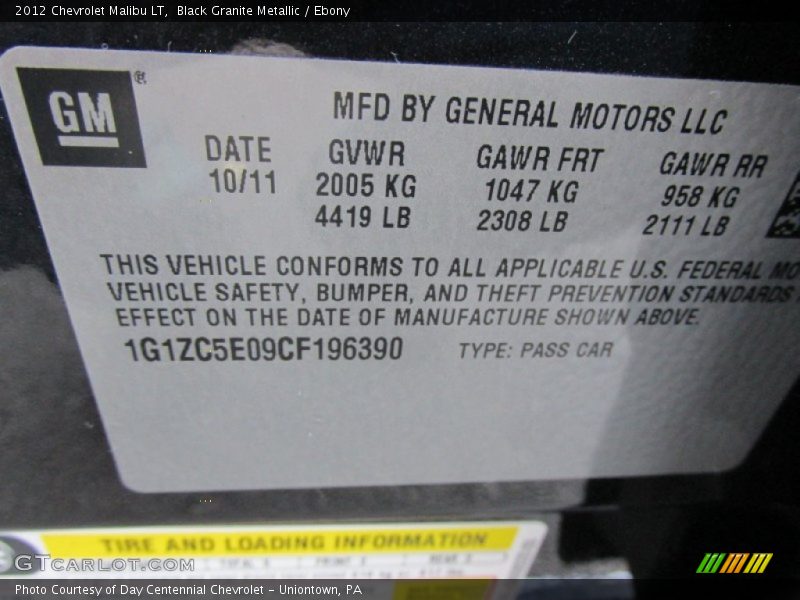 2012 Chevrolet Malibu LT, Black Granite Metallic / Ebony
GM
®
MFD BY GENERAL MOTORS LLC
DATE GVWR GAWR FRT GAWR RR
10/11 2005 KG 1047 KG 958 KG
4419 LB 2308 LB 2111 LB
THIS VEHICLE CONFORMS TO ALL APPLICABLE U.S. FEDERAL MO
VEHICLE SAFETY, BUMPER, AND THEFT PREVENTION STANDARDS
EFFECT ON THE DATE OF MANUFACTURE SHOWN ABOVE.
1G1ZC5E09CF196390 TYPE: PASS CAR
TIRE AND LOADING INFORMATION
GTCARLOT.COM
Photo Courtesy of Day Centennial Chevrolet - Uniontown, PA